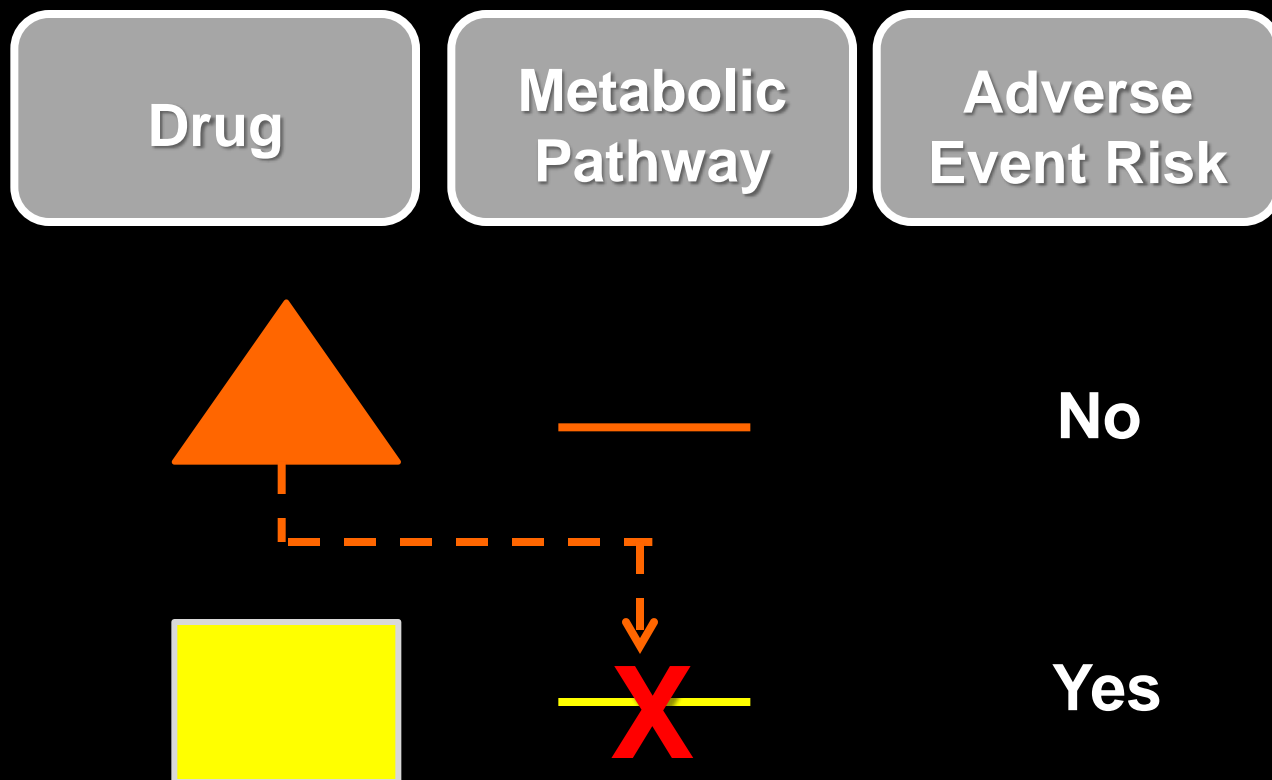 Drug
Metabolic
Pathway
Adverse
Event Risk
No
X
Yes